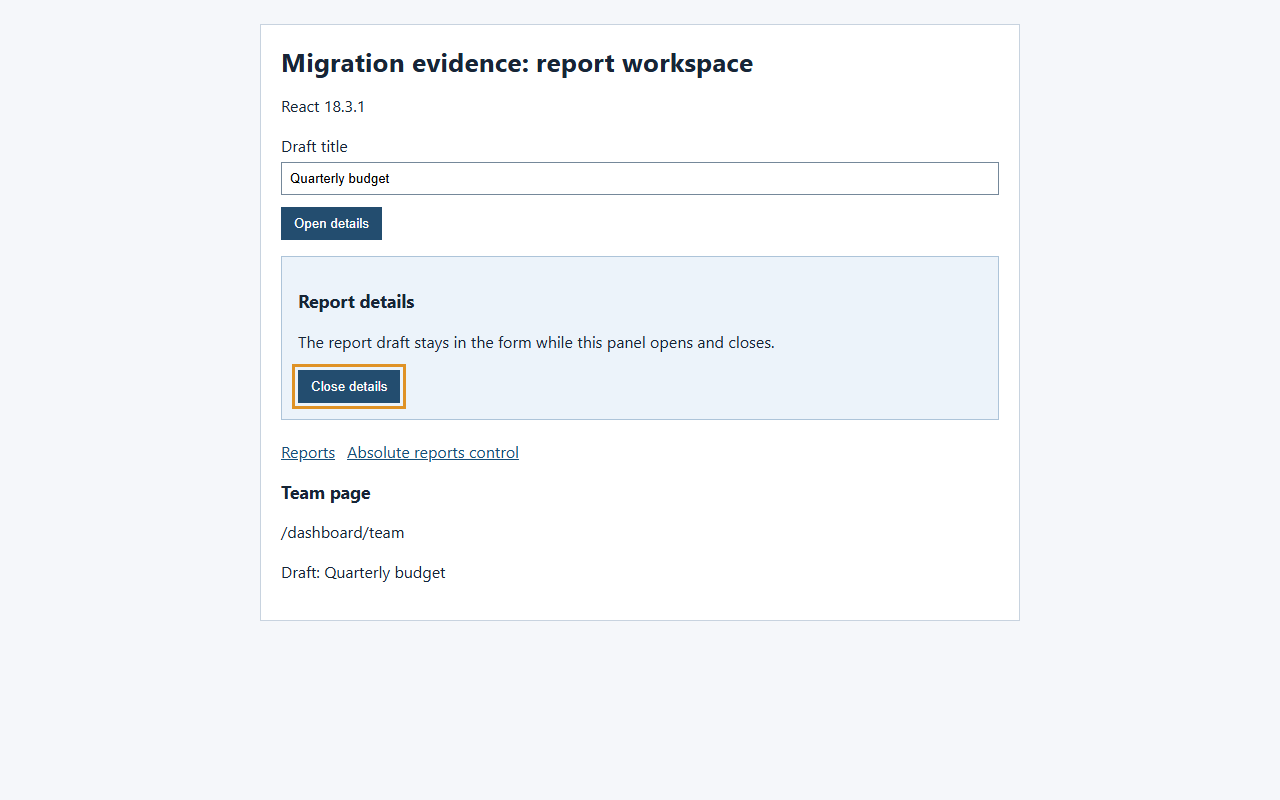 Migration evidence: report workspace
React 18.3.1
Draft title
Quarterly budget
Open details
Report details
The report draft stays in the form while this panel opens and closes.
Close details
Reports Absolute reports control
Team page
/dashboard/team
Draft: Quarterly budget